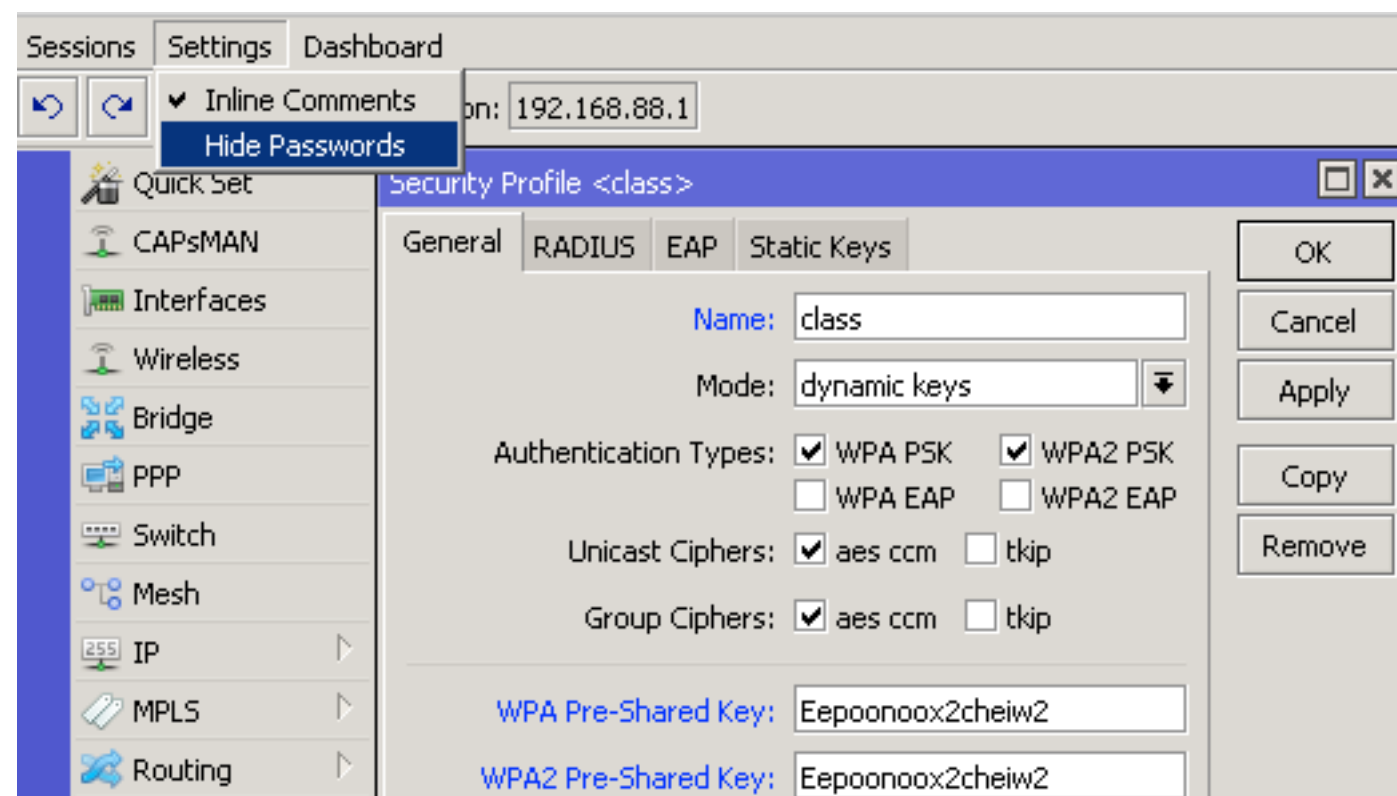 Sessions Settings Dashboard
Inline Comments
on: 192.168.88.1
Hide Passwords
Quick Set
Security Profile <class>
CAPsMAN
General RADIUS EAP Static Keys
OK
Interfaces
Name: class
Cancel
Wireless
Mode: dynamic keys
Apply
Bridge
Authentication Types: WPA PSK WPA2 PSK
WPA EAP WPA2 EAP
PPP
Copy
Switch
Unicast Ciphers: aes ccm tkip
Remove
Mesh
Group Ciphers: aes ccm tkip
255 IP
MPLS
WPA Pre-Shared Key: Eepoonoox2cheiw2
Routing
WPA2 Pre-Shared Key: Eepoonoox2cheiw2